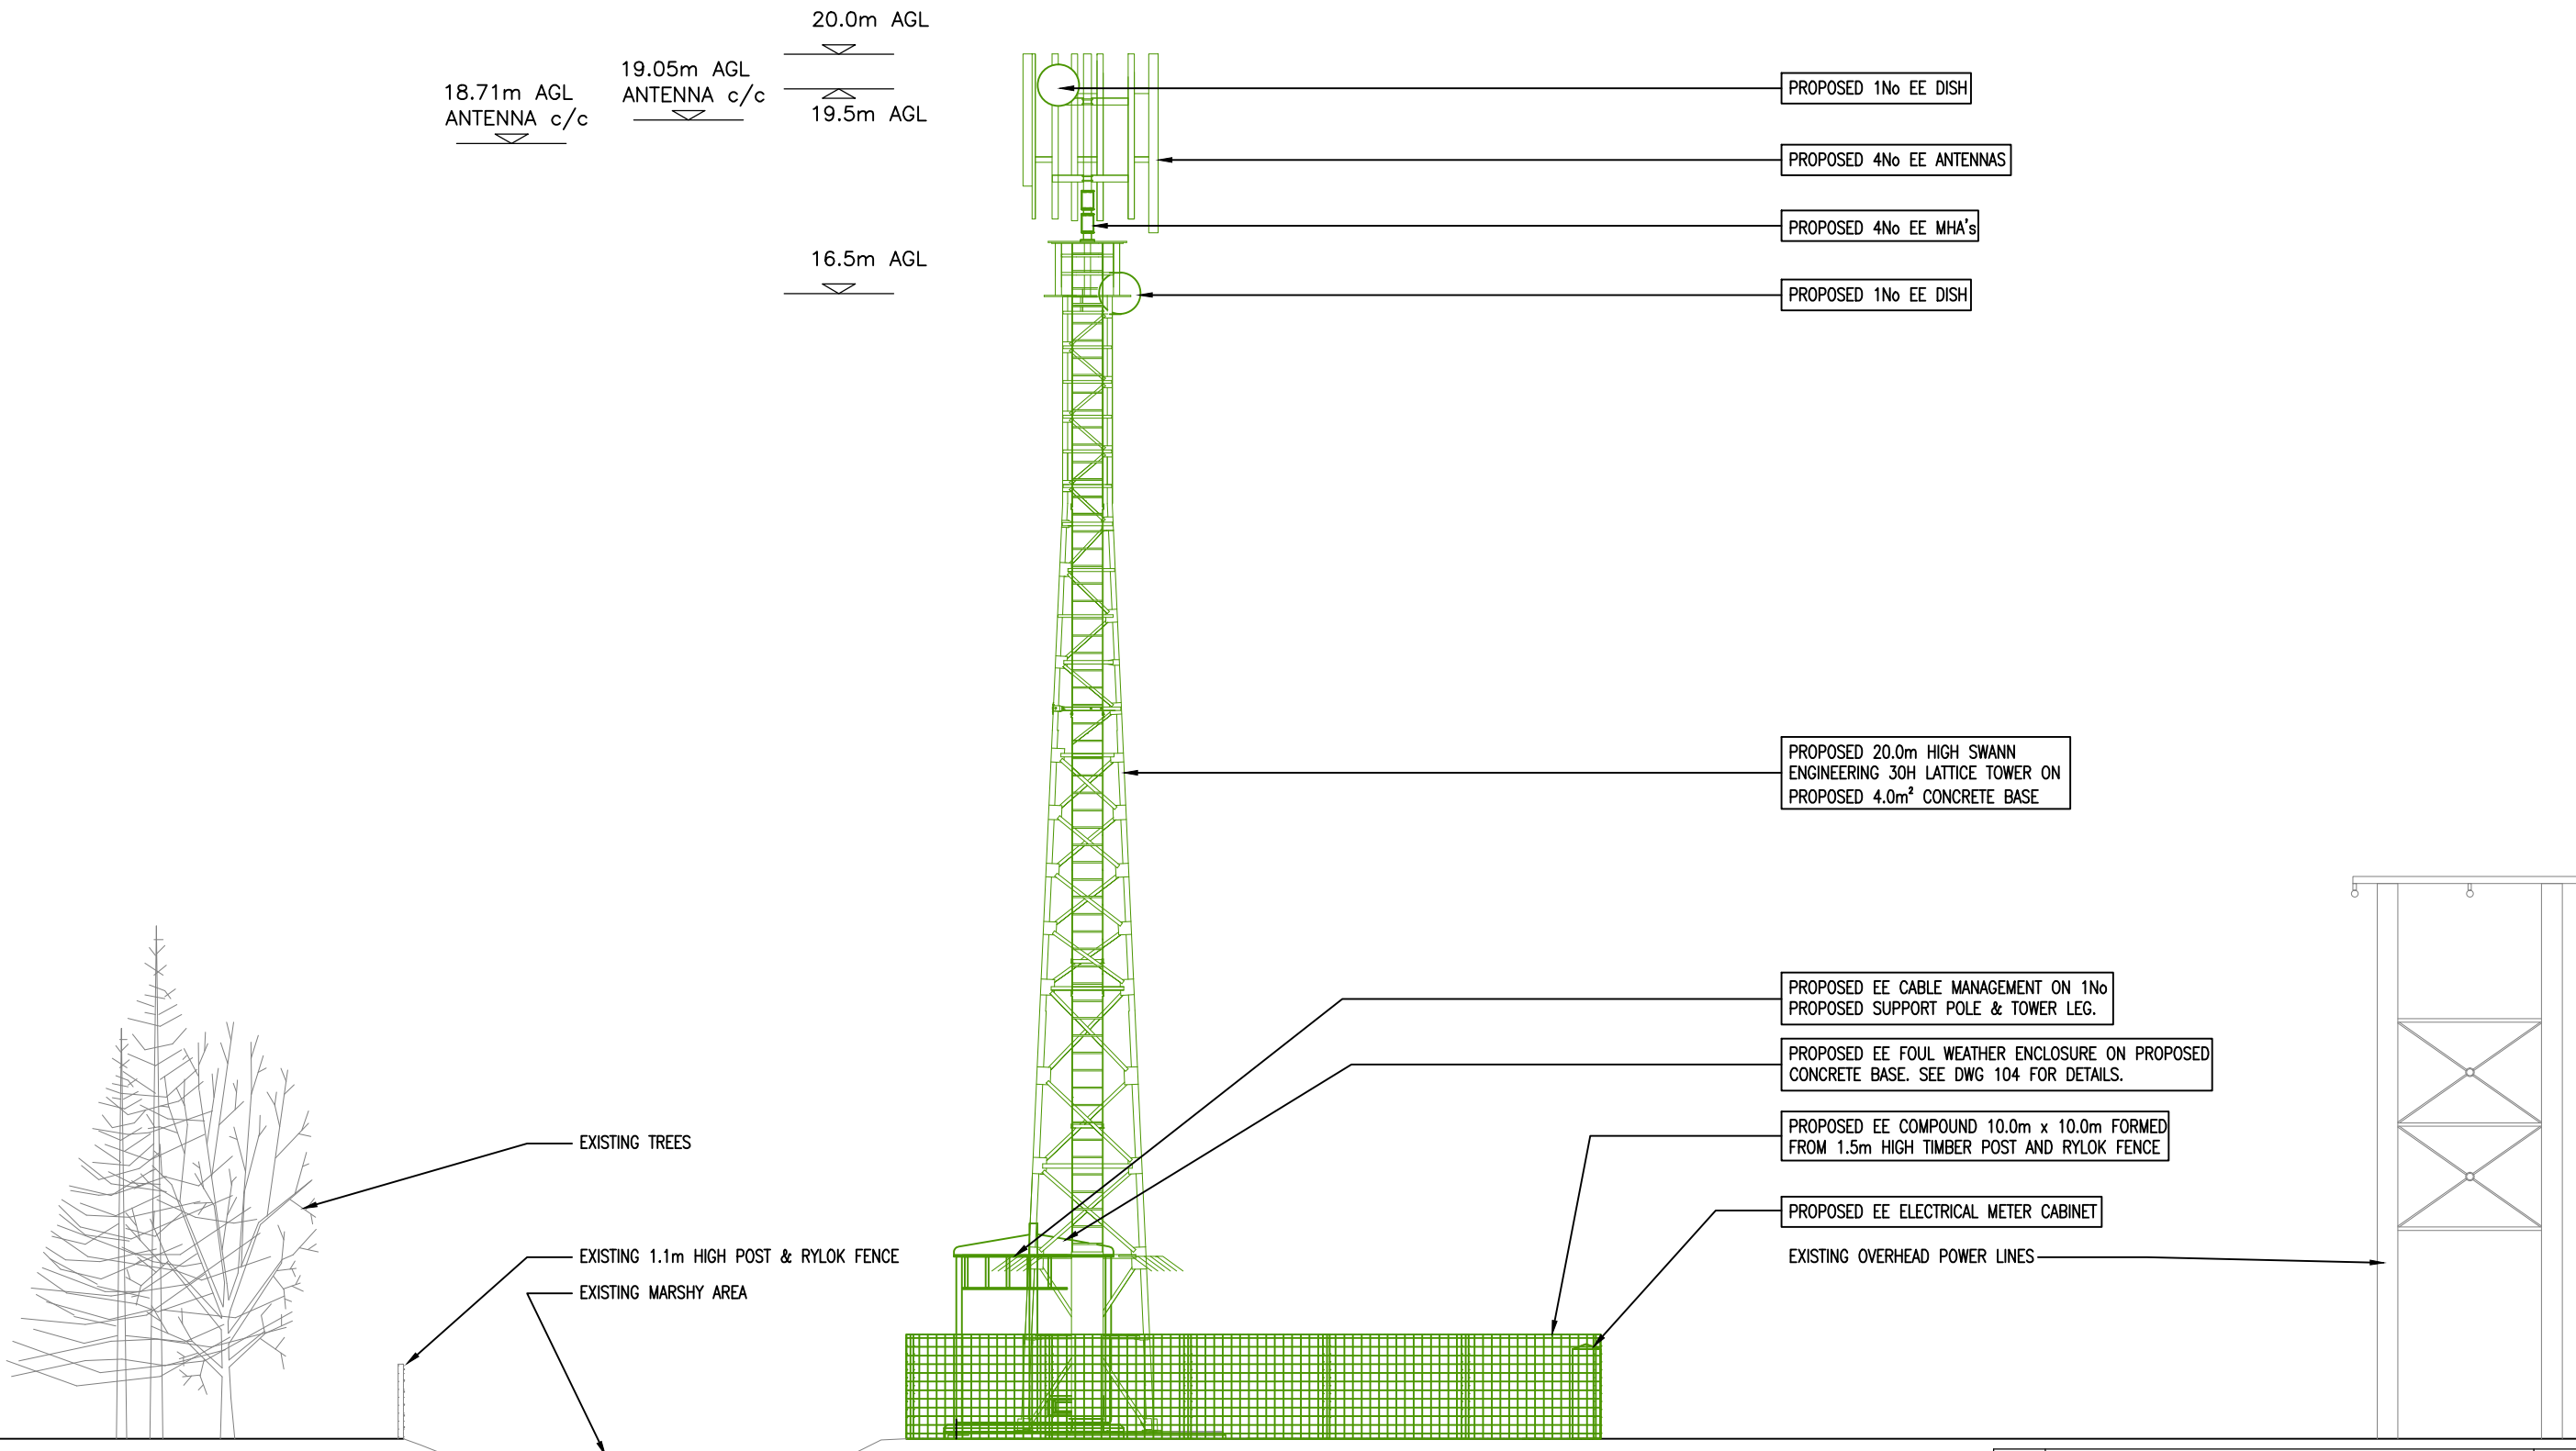 20.0m AGL
19.05m AGL
ANTENNA c/c
18.71m AGL
ANTENNA c/c
19.5m AGL
16.5m AGL
PROPOSED 1No EE DISH
PROPOSED 4No EE ANTENNAS
PROPOSED 4No EE MHA's
PROPOSED 1No EE DISH
PROPOSED 20.0m HIGH SWANN
ENGINEERING 30H LATTICE TOWER ON
PROPOSED 4.0m² CONCRETE BASE
PROPOSED EE CABLE MANAGEMENT ON 1No
PROPOSED SUPPORT POLE & TOWER LEG.
PROPOSED EE FOUL WEATHER ENCLOSURE ON PROPOSED
CONCRETE BASE. SEE DWG 104 FOR DETAILS.
PROPOSED EE COMPOUND 10.0m x 10.0m FORMED
FROM 1.5m HIGH TIMBER POST AND RYLOK FENCE
PROPOSED EE ELECTRICAL METER CABINET
EXISTING OVERHEAD POWER LINES
EXISTING TREES
EXISTING 1.1m HIGH POST & RYLOK FENCE
EXISTING MARSHY AREA